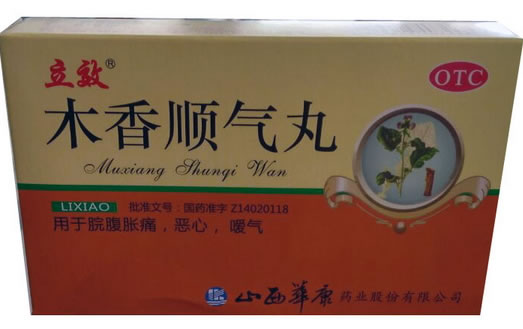 立效®
OTC
木香顺气丸
Muxiang Shunqi Wan
LIXIAO 批准文号：国药准字 Z14020118
用于脘腹胀痛，恶心，嗳气
山西华康药业股份有限公司